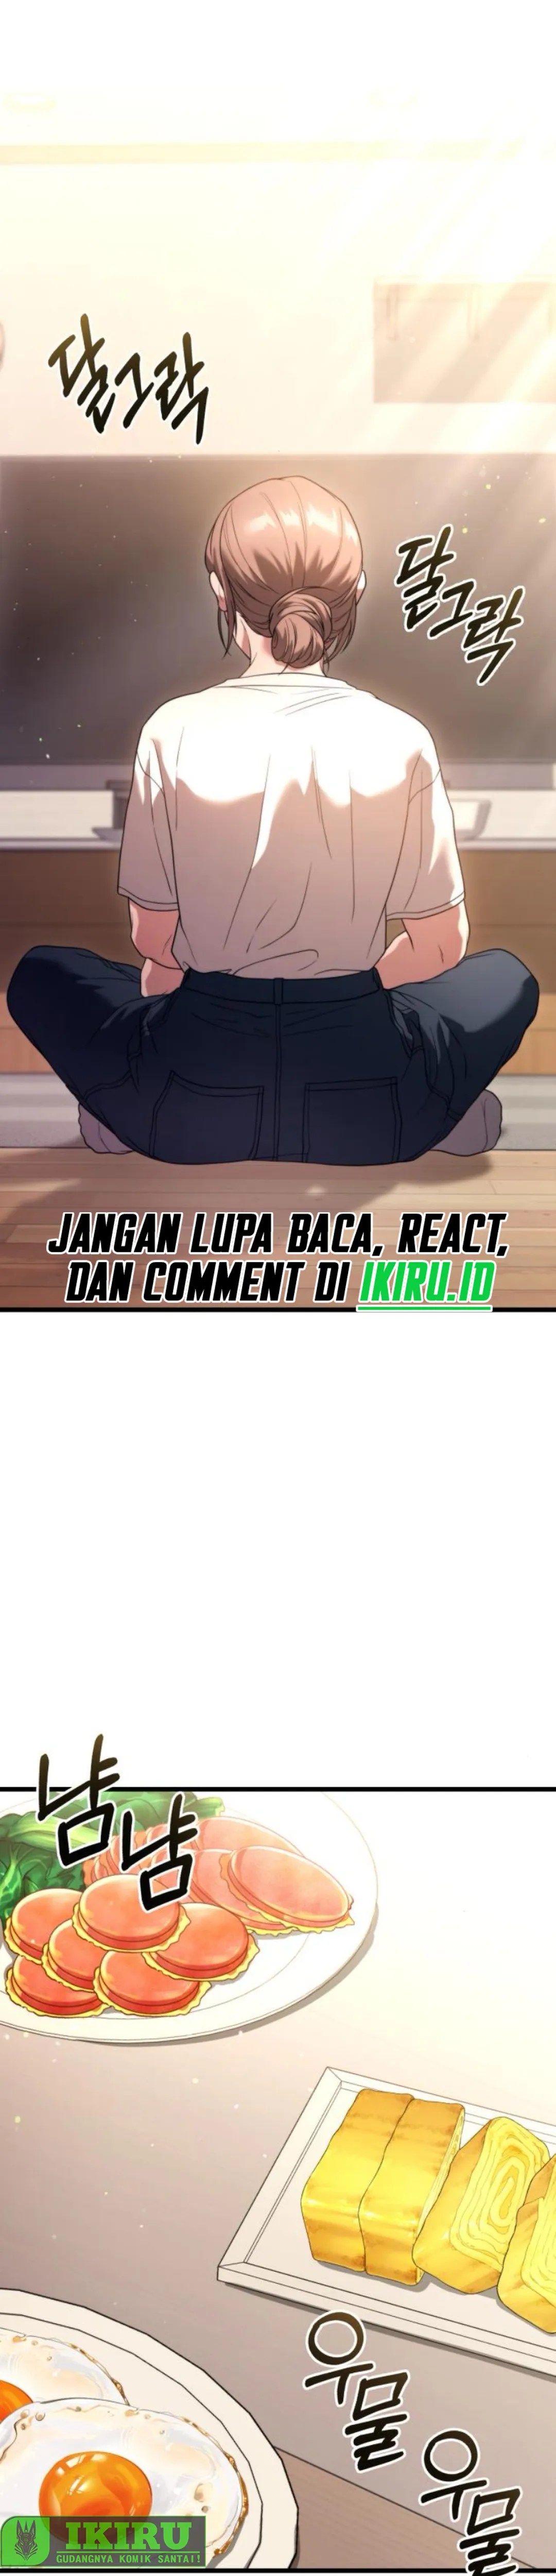 달그락
달그락
JANGAN LUPA BACA, REACT,
DAN COMMENT DI IKIRU.ID
냠
냠
우물
우물
IKIRU
GUDANGNYA KOMIK SANTAI!